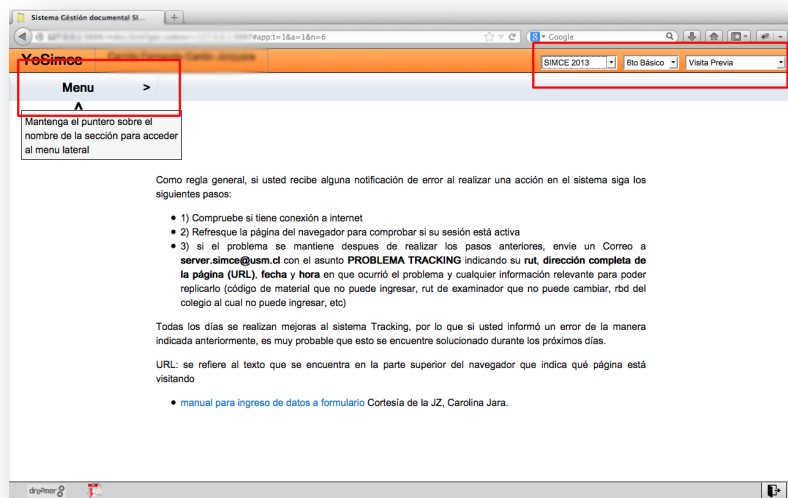 Sistema Géstión documental SI...
#app:t=1&a=1&n=6
Google
YoSimce
SIMCE 2013
6to Básico
Visita Previa
Menu >
Mantenga el puntero sobre el
nombre de la sección para acceder
al menu lateral
Como regla general, si usted recibe alguna notificación de error al realizar una acción en el sistema siga los
siguientes pasos:
1) Compruebe si tiene conexión a internet
2) Refresque la página del navegador para comprobar si su sesión está activa
3) si el problema se mantiene despues de realizar los pasos anteriores, envie un Correo a
server.simce@usm.cl con el asunto PROBLEMA TRACKING indicando su rut, dirección completa de
la página (URL), fecha y hora en que ocurrió el problema y cualquier información relevante para poder
replicarlo (código de material que no puede ingresar, rut de examinador que no puede cambiar, rbd del
colegio al cual no puede ingresar, etc)
Todas los días se realizan mejoras al sistema Tracking, por lo que si usted informó un error de la manera
indicada anteriormente, es muy probable que esto se encuentre solucionado durante los próximos días.
URL: se refiere al texto que se encuentra en la parte superior del navegador que indica qué página está
visitando
manual para ingreso de datos a formulario Cortesía de la JZ, Carolina Jara.